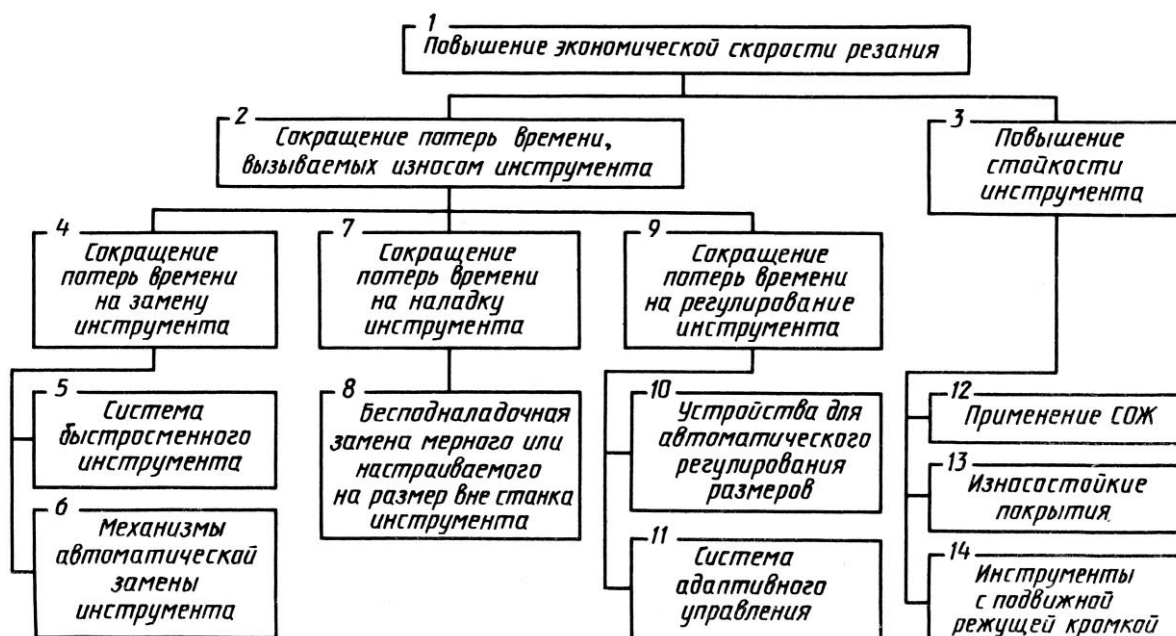 1
Повышение экономической скорости резания
2
Сокращение потерь времени,
вызываемых износом инструмента
3
Повышение
стойкости
инструмента
4
Сокращение
потерь времени
на замену
инструмента
5
Система
быстросменного
инструмента
6
Механизмы
автоматической
замены
инструмента
7
Сокращение
потерь времени
на наладку
инструмента
8
Бесподналадочная
замена мерного или
настраиваемого
на размер вне станка
инструмента
9
Сокращение
потерь времени
на регулирование
инструмента
10
Устройства для
автоматического
регулирования
размеров
11
Система
адаптивного
управления
12
Применение СОЖ
13
Износостойкие
покрытия
14
Инструменты
с подвижной
режущей кромкой